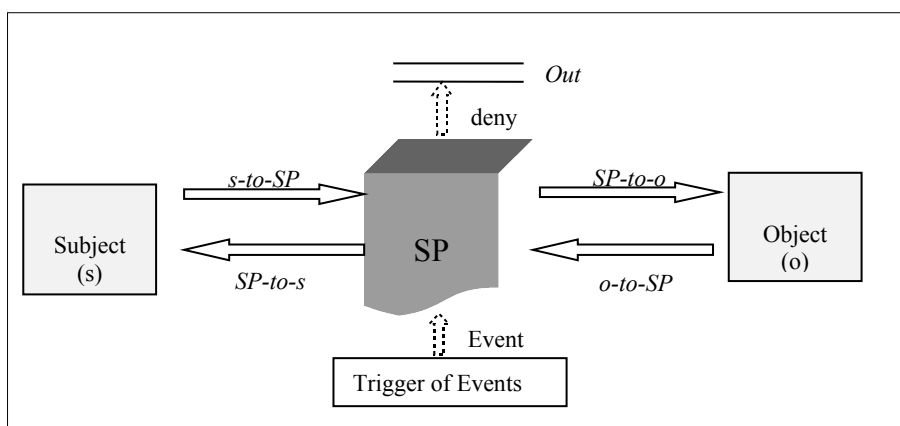 Out
deny
s-to-SP
SP-to-o
Subject
(s)
SP
Object
(o)
SP-to-s
o-to-SP
Event
Trigger of Events